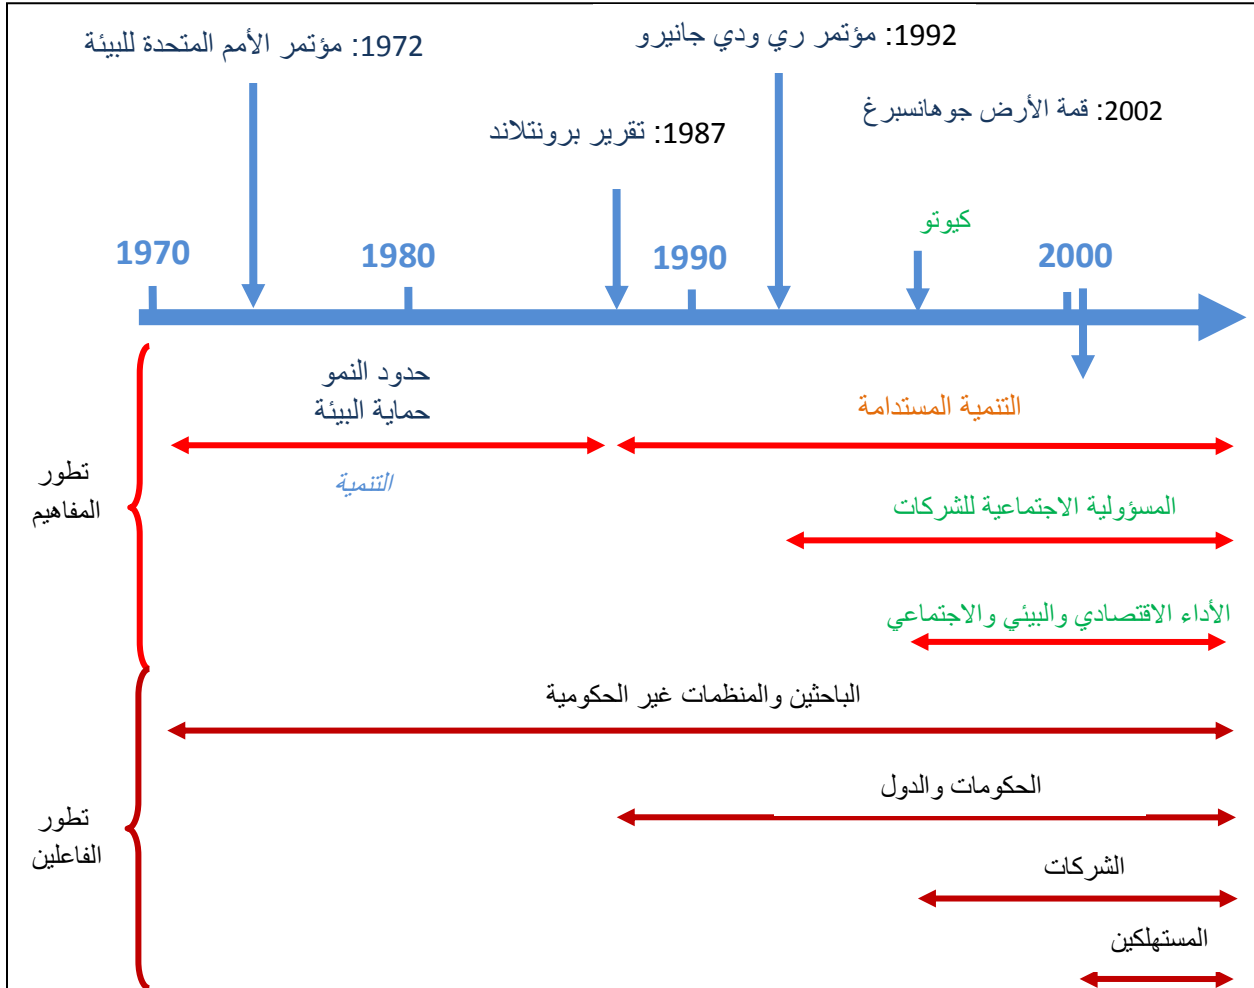 1972: مؤتمر الأمم المتحدة للبيئة
1992: مؤتمر ري ودي جانيرو
2002: قمة الأرض جوهانسبرغ
1987: تقرير برونتلاند
كيوتو
1970
1980
1990
2000
حدود النمو
حماية البيئة
التنمية المستدامة
التنمية
تطور
المفاهيم
المسؤولية الاجتماعية للشركات
الأداء الاقتصادي والبيئي والاجتماعي
الباحثين والمنظمات غير الحكومية
الحكومات والدول
تطور
الفاعلين
الشركات
المستهلكين